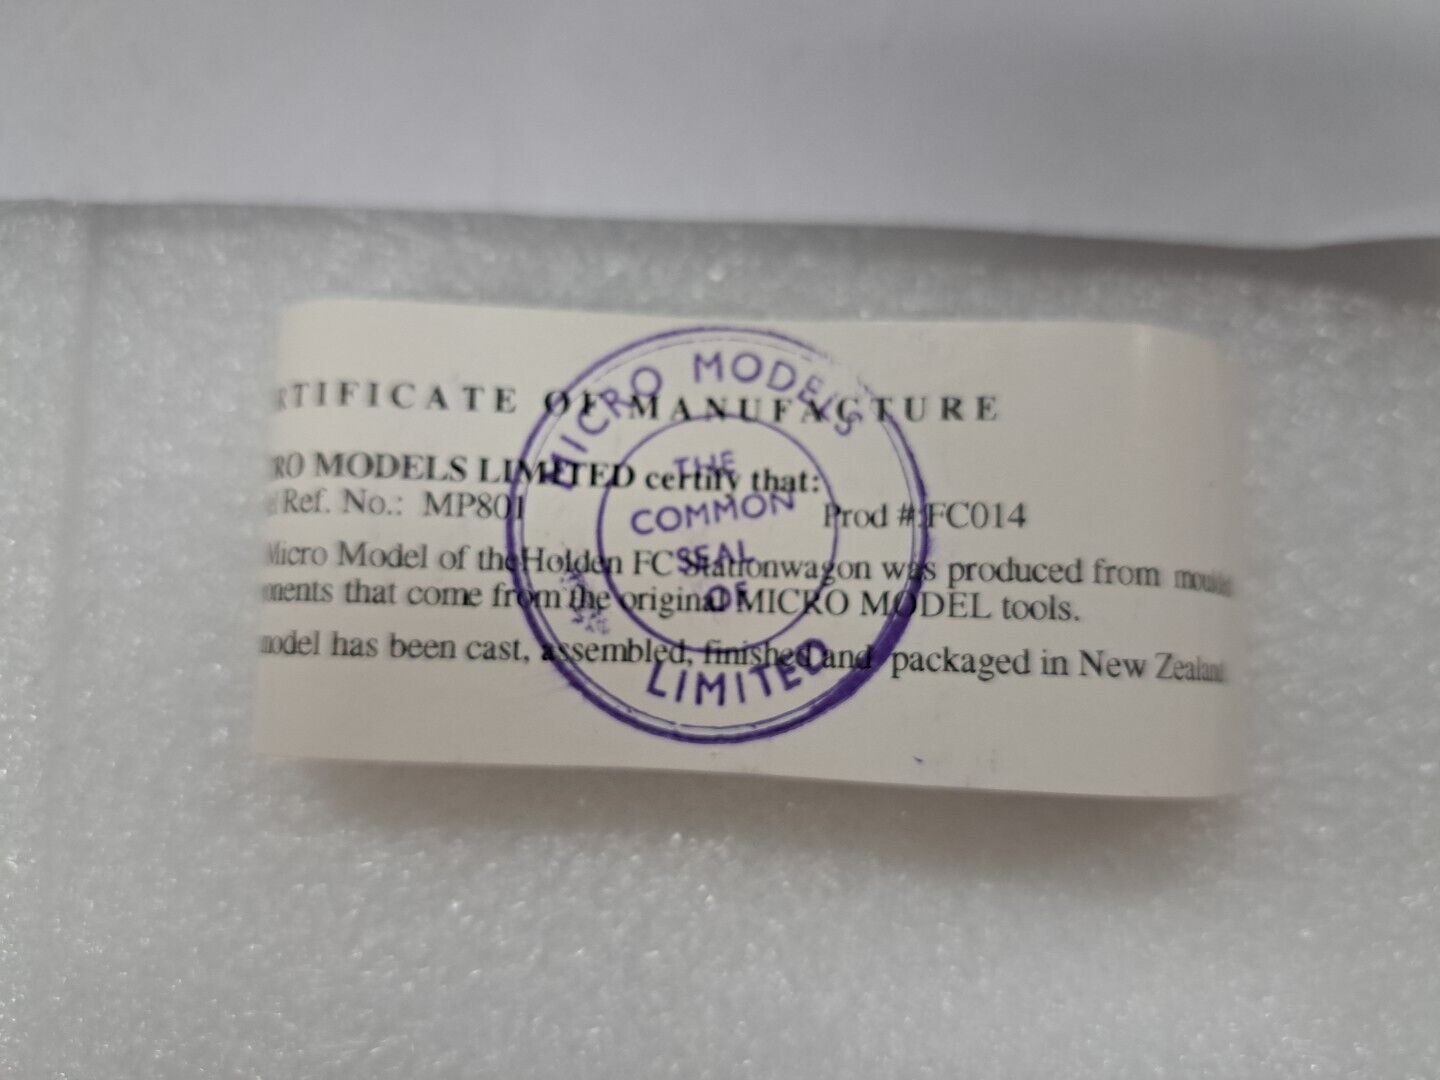 RTIFICATE OF MANUFACTURE
RO MODELS LIMITED certify that:
Ref. No.: MP801 Prod #:FC014
Micro Model of theHolden FC Stationwagon was produced from
ments that come from the original MICRO MODEL tools.
model has been cast, assembled, finished and packaged in New Zealand.
MICRO MODELS
THE
COMMON
SEAL
OF
LIMITED